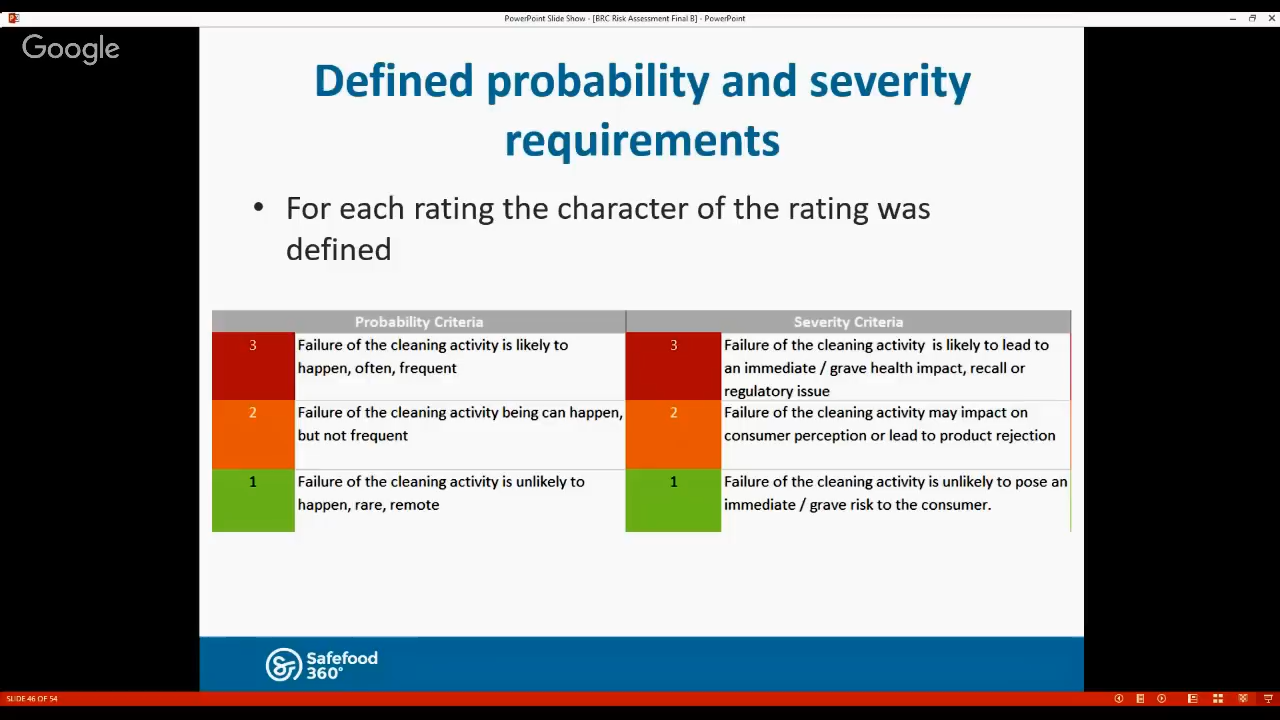 PowerPoint Slide Show - [BRC Risk Assessment Final B] - PowerPoint
Google
Defined probability and severity
requirements
• For each rating the character of the rating was
defined
Probability Criteria
Severity Criteria
3
Failure of the cleaning activity is likely to
happen, often, frequent
3
Failure of the cleaning activity is likely to lead to
an immediate / grave health impact, recall or
regulatory issue
2
Failure of the cleaning activity being can happen,
but not frequent
2
Failure of the cleaning activity may impact on
consumer perception or lead to product rejection
1
Failure of the cleaning activity is unlikely to
happen, rare, remote
1
Failure of the cleaning activity is unlikely to pose an
immediate / grave risk to the consumer.
Safefood
360°
SLIDE 46 OF 54